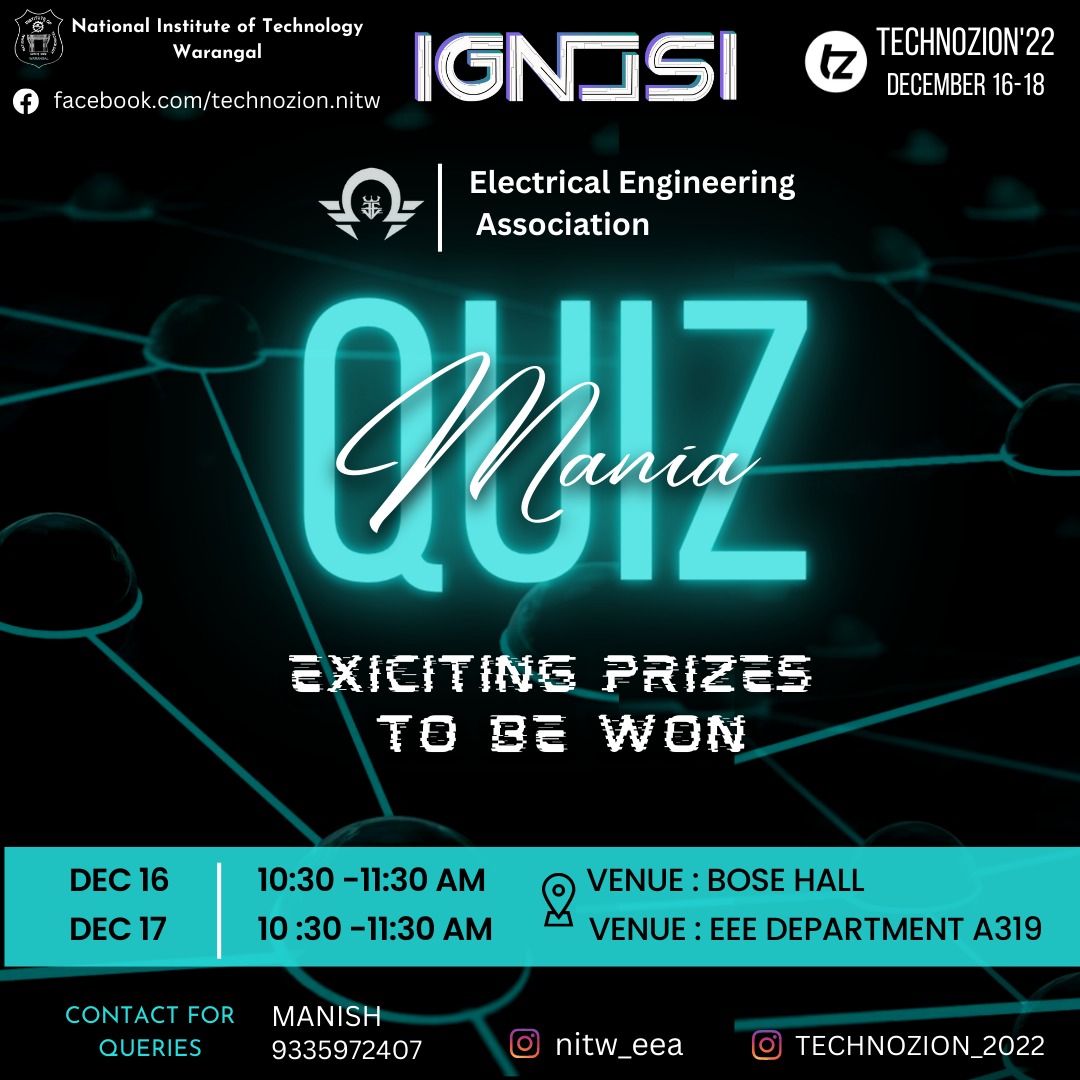 National Institute of Technology
Warangal
facebook.com/technozion.nitw
IGNOSI
tz
TECHNOZION'22
DECEMBER 16-18
Electrical Engineering
Association
QUIZ
Mania
EXICITING PRIZES
TO BE WON
DEC 16
10:30 -11:30 AM
VENUE : BOSE HALL
DEC 17
10 :30 -11:30 AM
VENUE : EEE DEPARTMENT A319
CONTACT FOR
QUERIES
MANISH
9335972407
nitw_eea
TECHNOZION_2022